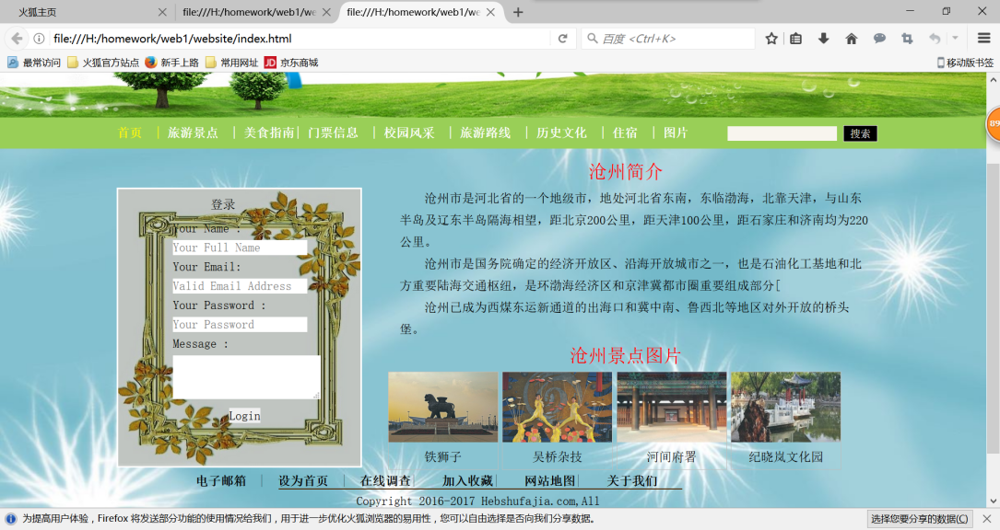 火狐主页
file:///H:/homework/web1/we
file:///H:/homework/web1/we
file:///H:/homework/web1/website/index.html
百度 <Ctrl+K>
最常访问 火狐官方站点 新手上路 常用网址 JD 京东商城 移动版书签
首页 | 旅游景点 | 美食指南| 门票信息 | 校园风采 | 旅游路线 | 历史文化 | 住宿 | 图片 搜索
89
登录
Your Name :
Your Full Name
Your Email:
Valid Email Address
Your Password :
Your Password
Message :
Login
沧州简介
沧州市是河北省的一个地级市，地处河北省东南，东临渤海，北靠天津，与山东
半岛及辽东半岛隔海相望，距北京200公里，距天津100公里，距石家庄和济南均为220
公里。
沧州市是国务院确定的经济开放区、沿海开放城市之一，也是石油化工基地和北
方重要陆海交通枢纽，是环渤海经济区和京津冀都市圈重要组成部分[
沧州已成为西煤东运新通道的出海口和冀中南、鲁西北等地区对外开放的桥头
堡。
沧州景点图片
铁狮子 吴桥杂技 河间府署 纪晓岚文化园
电子邮箱 | 设为首页 | 在线调查| 加入收藏| 网站地图| 关于我们
Copyright 2016-2017 Hebshufajia.com,All
为提高用户体验，Firefox 将发送部分功能的使用情况给我们，用于进一步优化火狐浏览器的易用性，您可以自由选择是否向我们分享数据。 选择您要分享的数据(C)